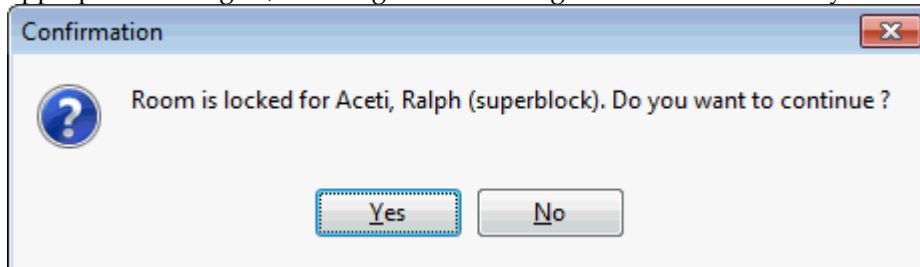 Confirmation
Room is locked for Aceti, Ralph (superblock). Do you want to continue ?
Yes No